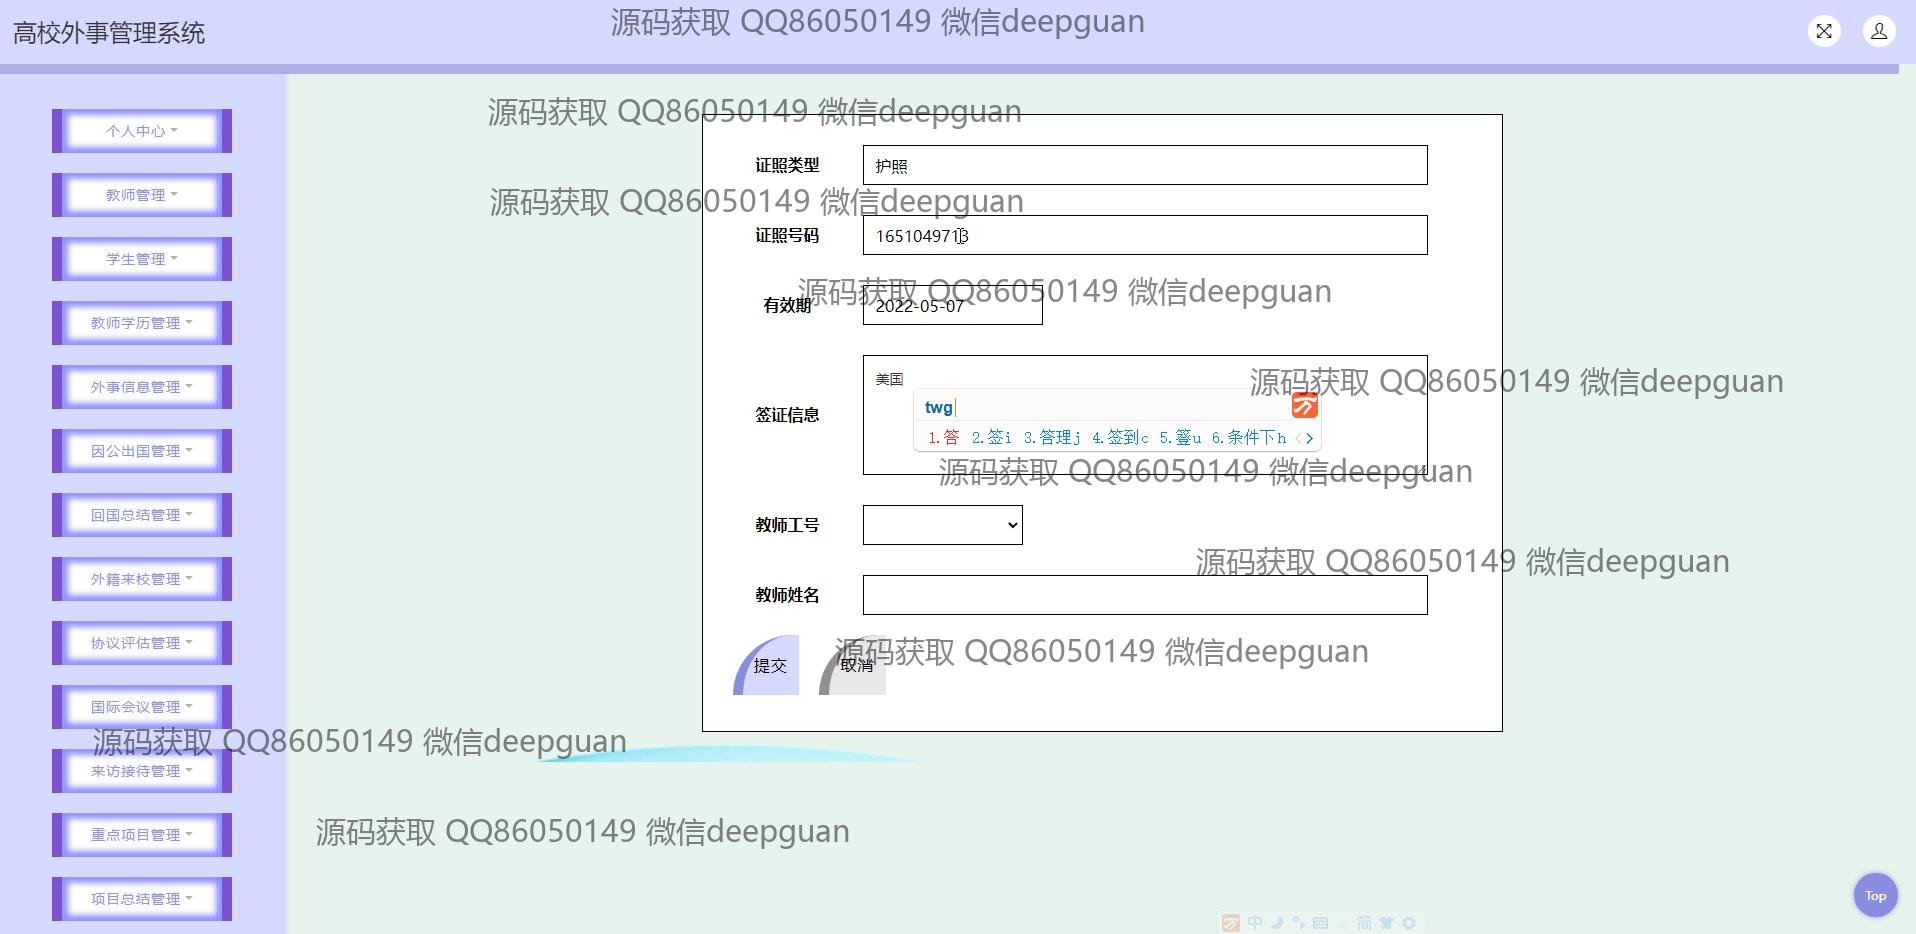 高校外事管理系统
源码获取 QQ86050149 微信deepguan
个人中心
教师管理
学生管理
教师学历管理
外事信息管理
因公出国管理
回国总结管理
外籍来校管理
协议评估管理
国际会议管理
来访接待管理
重点项目管理
项目总结管理
源码获取 QQ86050149 微信deepguan
证照类型
护照
源码获取 QQ86050149 微信deepguan
证照号码
1651049713
源码获取 QQ86050149 微信deepguan
有效期
2022-05-07
源码获取 QQ86050149 微信deepguan
签证信息
美国
twg
1.答 2.签i 3.答理j 4.签到c 5.簦u 6.条件下h
源码获取 QQ86050149 微信deepguan
教师工号
源码获取 QQ86050149 微信deepguan
教师姓名
源码获取 QQ86050149 微信deepguan
提交
取消
源码获取 QQ86050149 微信deepguan
源码获取 QQ86050149 微信deepguan
Top
中
简